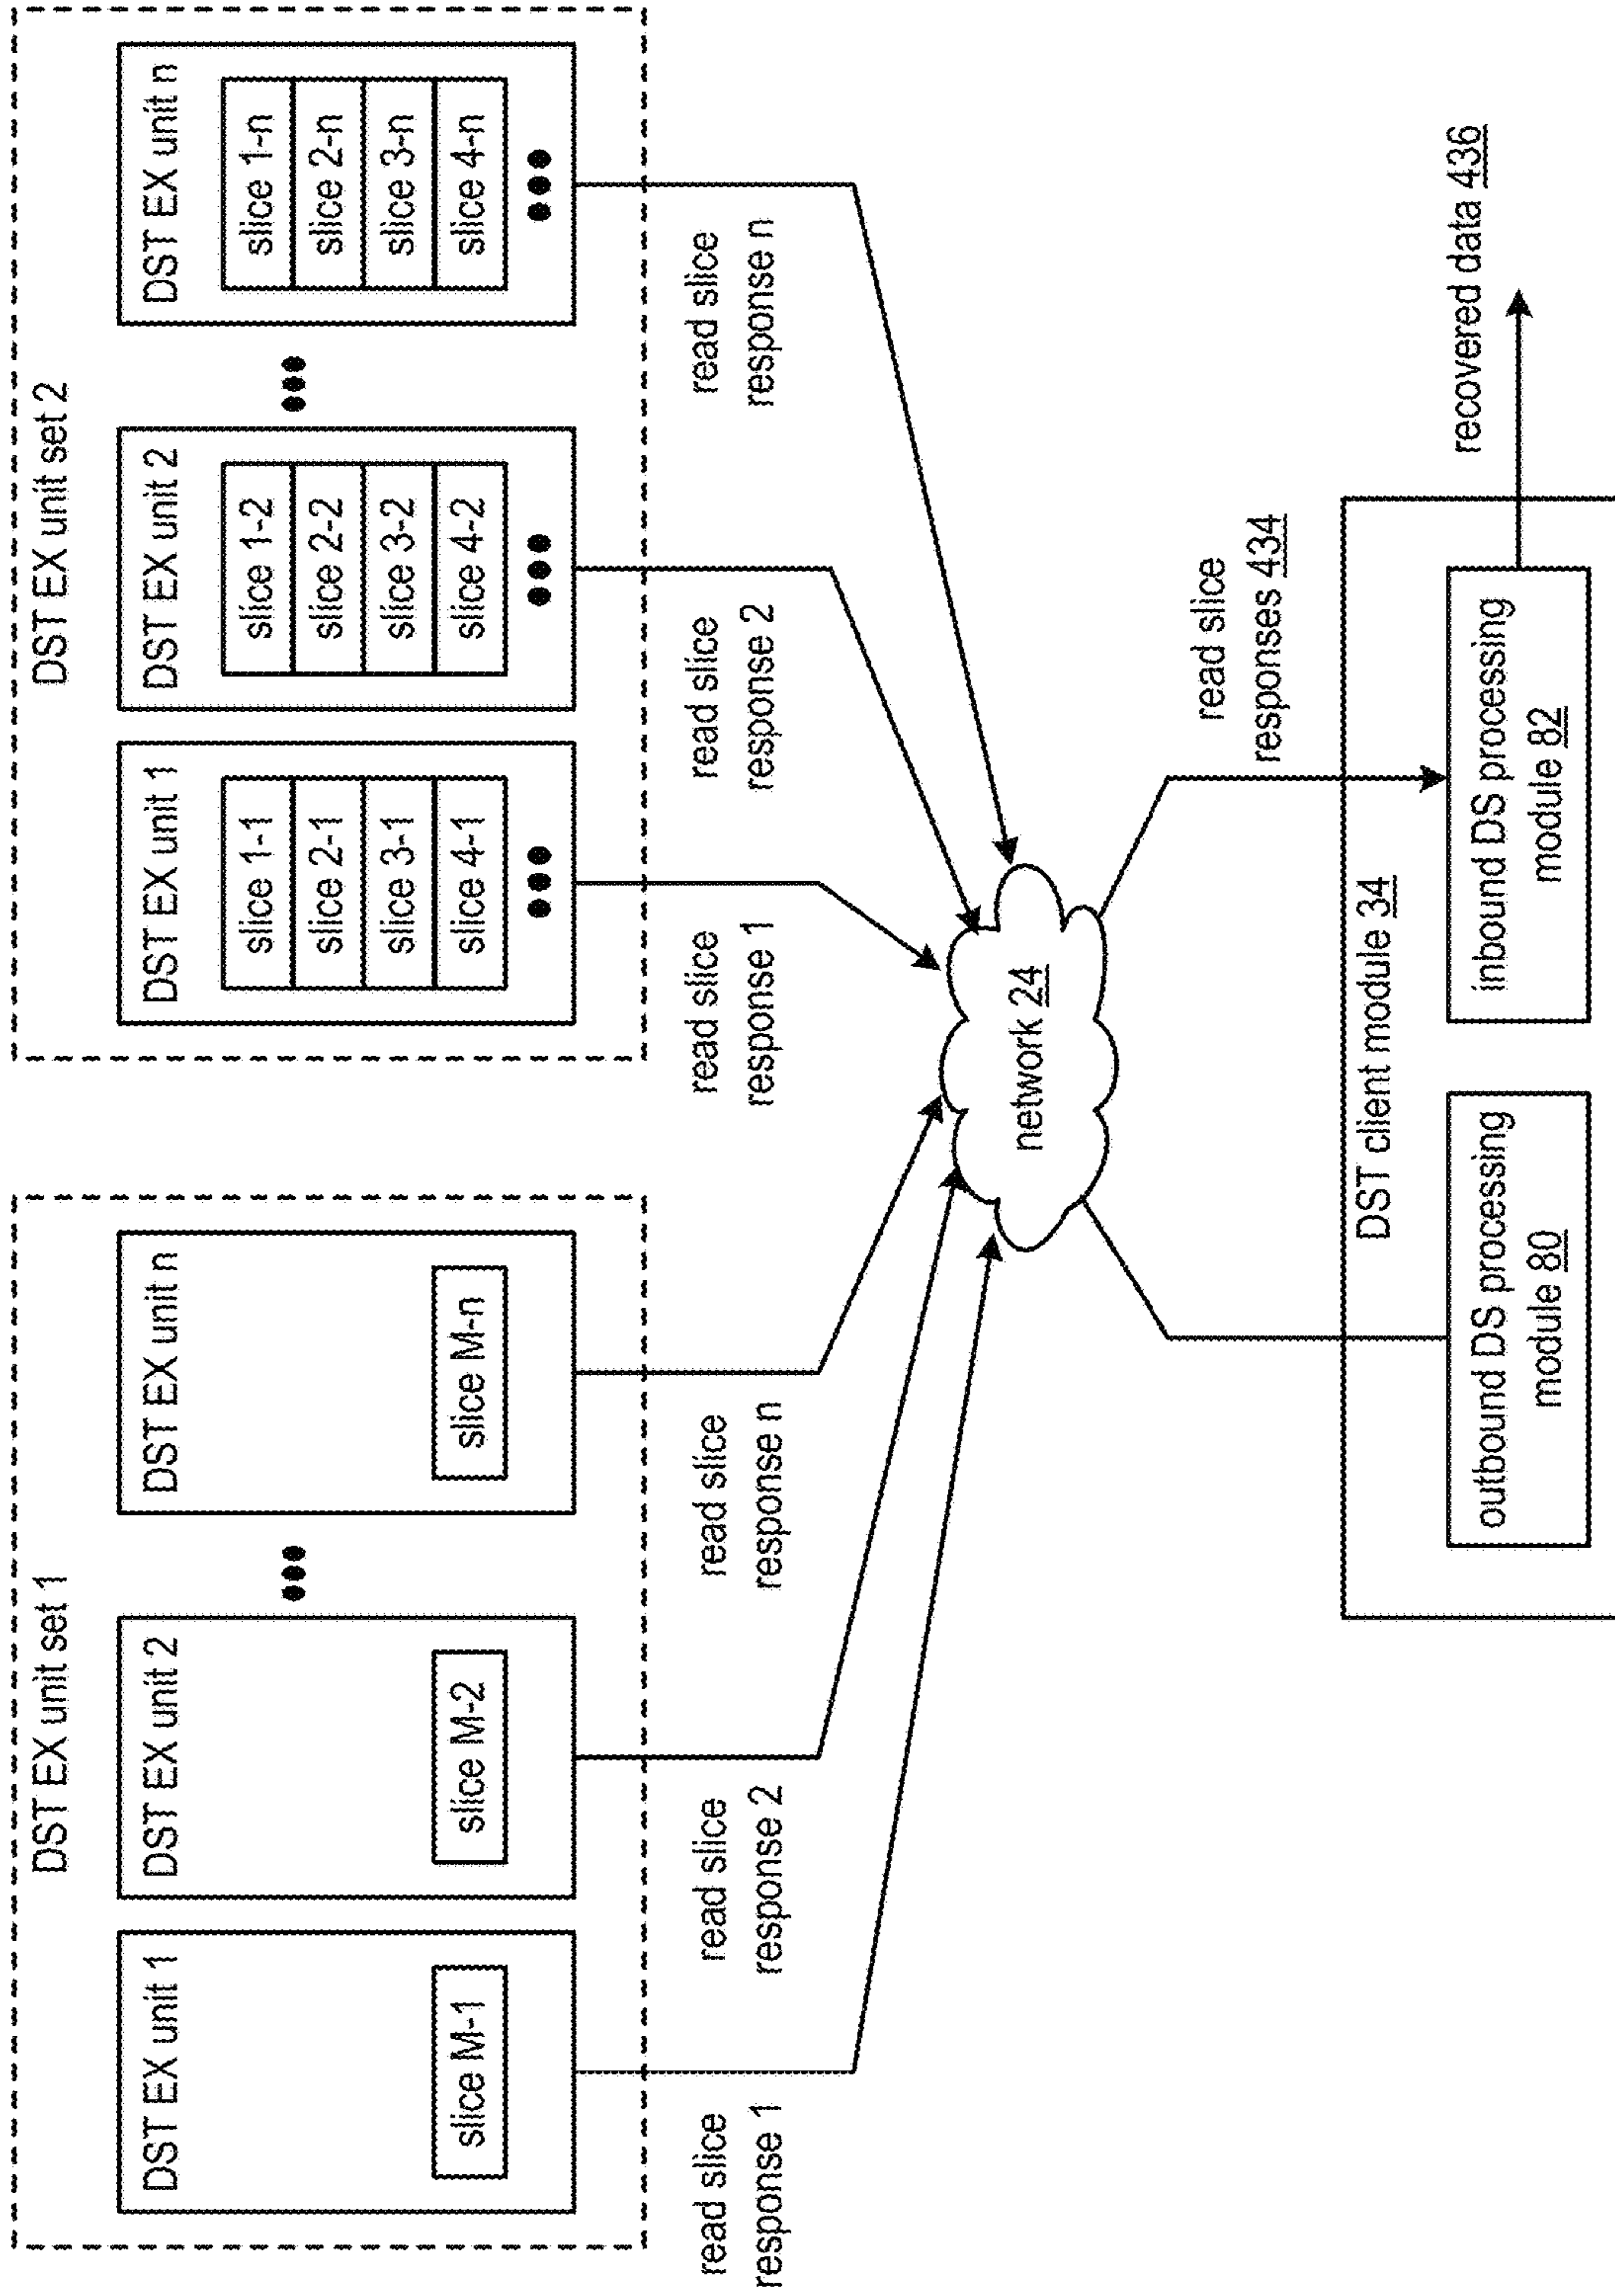 DST EX unit set 1
DST EX unit 1
slice M-1
DST EX unit 2
slice M-2
DST EX unit n
slice M-n
DST EX unit set 2
DST EX unit 1
slice 1-1
slice 2-1
slice 3-1
slice 4-1
DST EX unit 2
slice 1-2
slice 2-2
slice 3-2
slice 4-2
DST EX unit n
slice 1-n
slice 2-n
slice 3-n
slice 4-n
read slice
response 1
read slice
response 2
read slice
response n
read slice
response 1
read slice
response 2
read slice
response n
network 24
read slice
responses 434
DST client module 34
outbound DS processing
module 80
inbound DS processing
module 82
recovered data 436